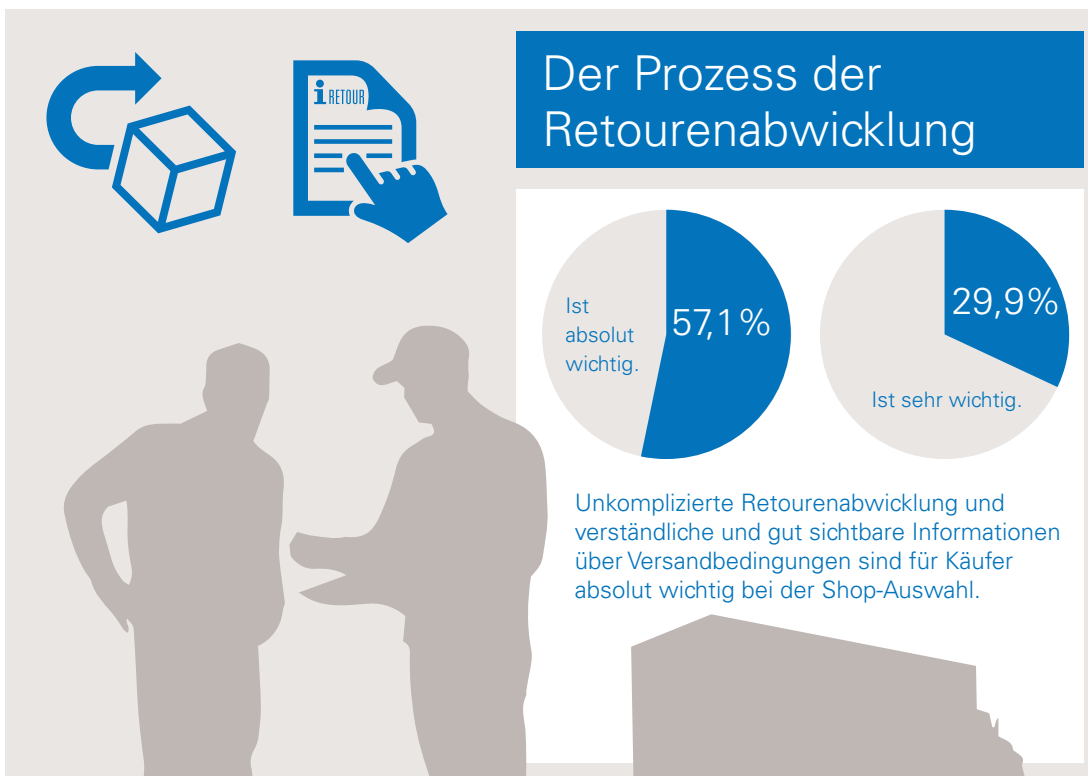 i RETOUR
Der Prozess der
Retourenabwicklung
Ist
absolut
wichtig.
57,1%
29,9%
Ist sehr wichtig.
Unkomplizierte Retourenabwicklung und
verständliche und gut sichtbare Informationen
über Versandbedingungen sind für Käufer
absolut wichtig bei der Shop-Auswahl.